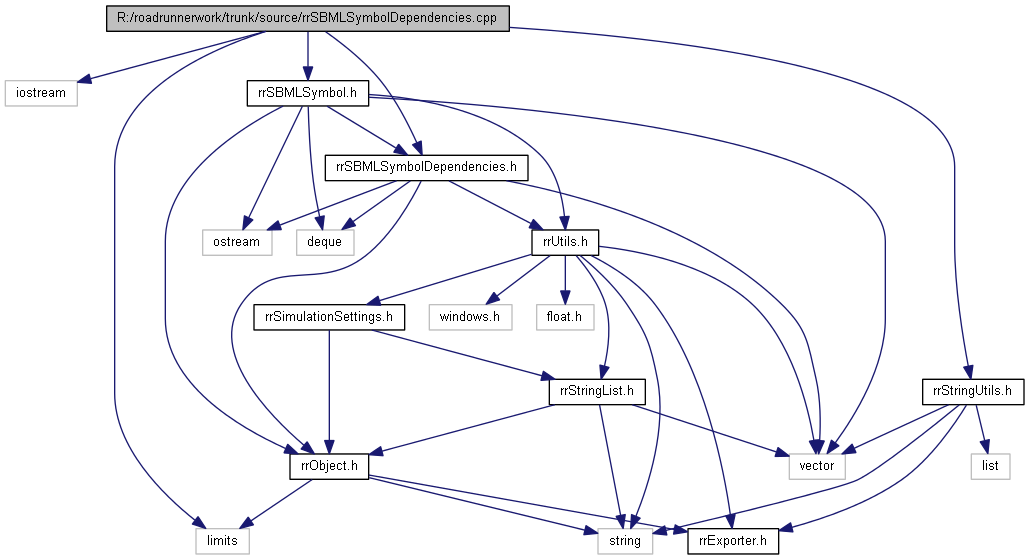 R:/roadrunnerwork/trunk/source/rrSBMLSymbolDependencies.cpp
iostream
rrSBMLSymbol.h
rrSBMLSymbolDependencies.h
ostream
deque
rrUtils.h
rrSimulationSettings.h
windows.h
float.h
rrStringList.h
rrStringUtils.h
rrObject.h
vector
list
limits
string
rrExporter.h